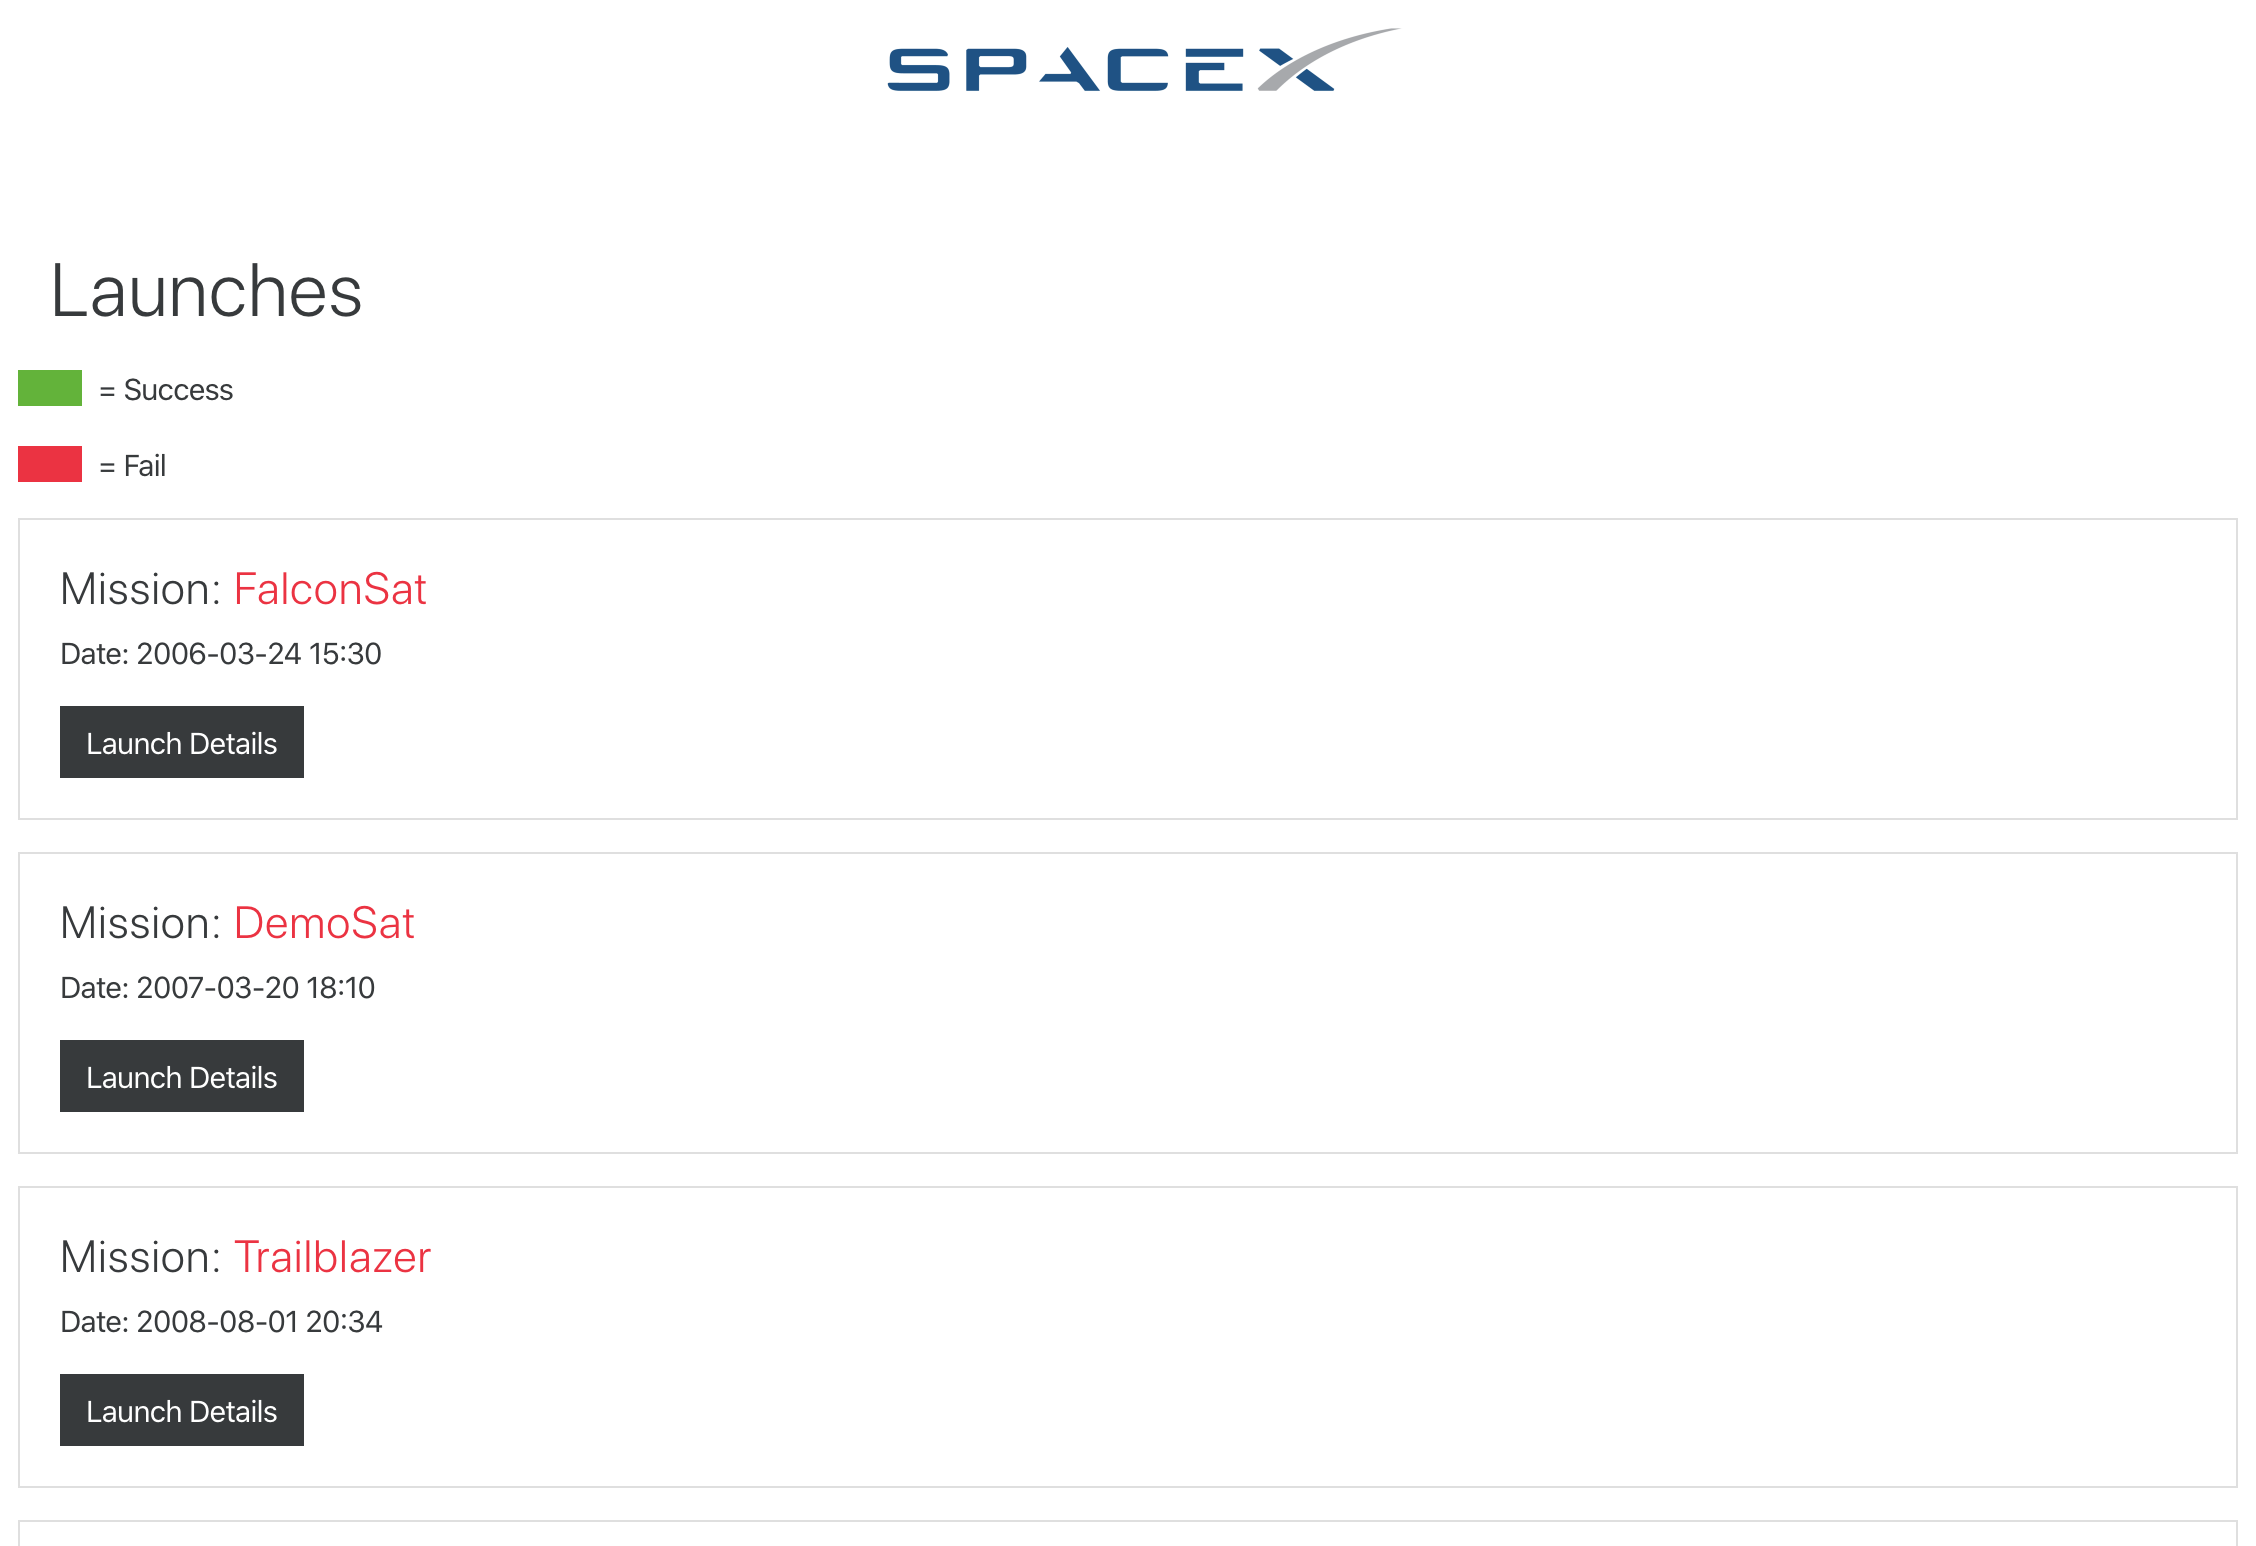 SPACEX
Launches
= Success
= Fail
Mission: FalconSat
Date: 2006-03-24 15:30
Launch Details
Mission: DemoSat
Date: 2007-03-20 18:10
Launch Details
Mission: Trailblazer
Date: 2008-08-01 20:34
Launch Details